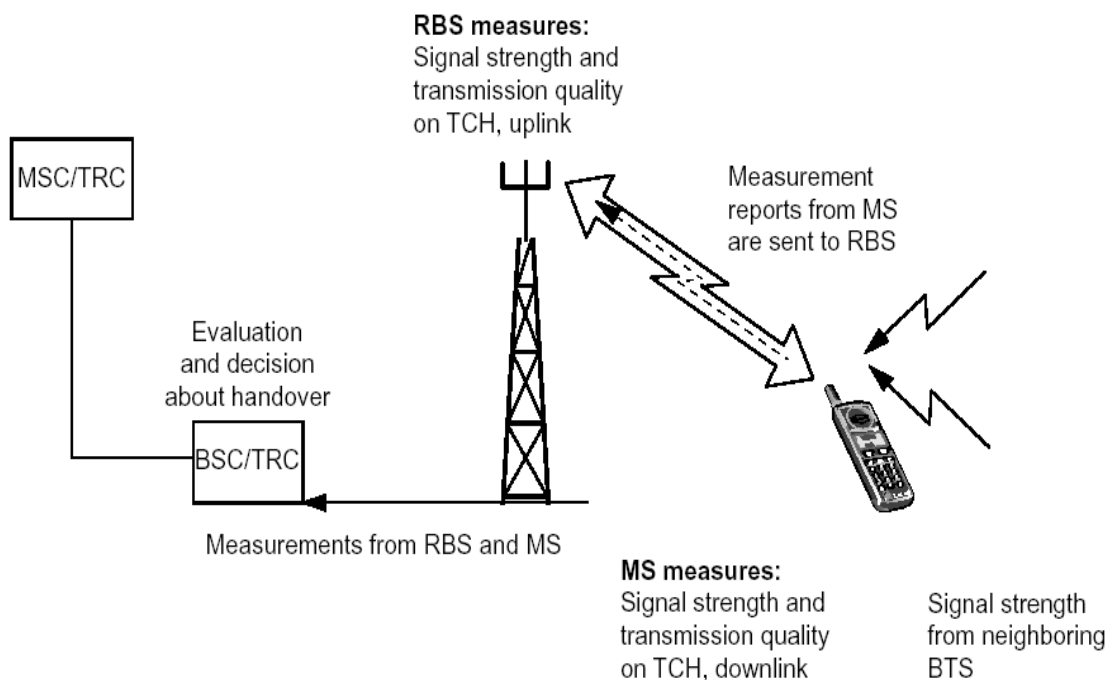 RBS measures:
Signal strength and
transmission quality
on TCH, uplink
MSC/TRC
Measurement
reports from MS
are sent to RBS
Evaluation
and decision
about handover
BSC/TRC
Measurements from RBS and MS
MS measures:
Signal strength and
transmission quality
on TCH, downlink
Signal strength
from neighboring
BTS